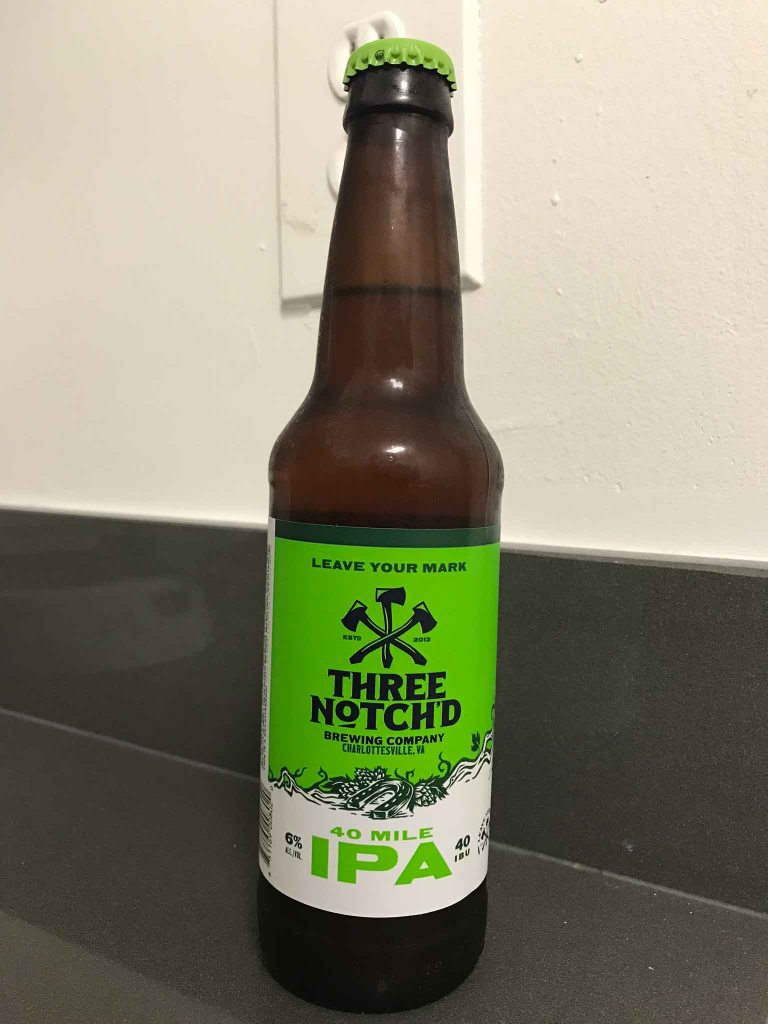 LEAVE YOUR MARK
ESTD 2013
THREE
NOTCH'D
BREWING COMPANY
CHARLOTTESVILLE, VA
40 MILE
IPA
6%
ALC./VOL.
40
IBU